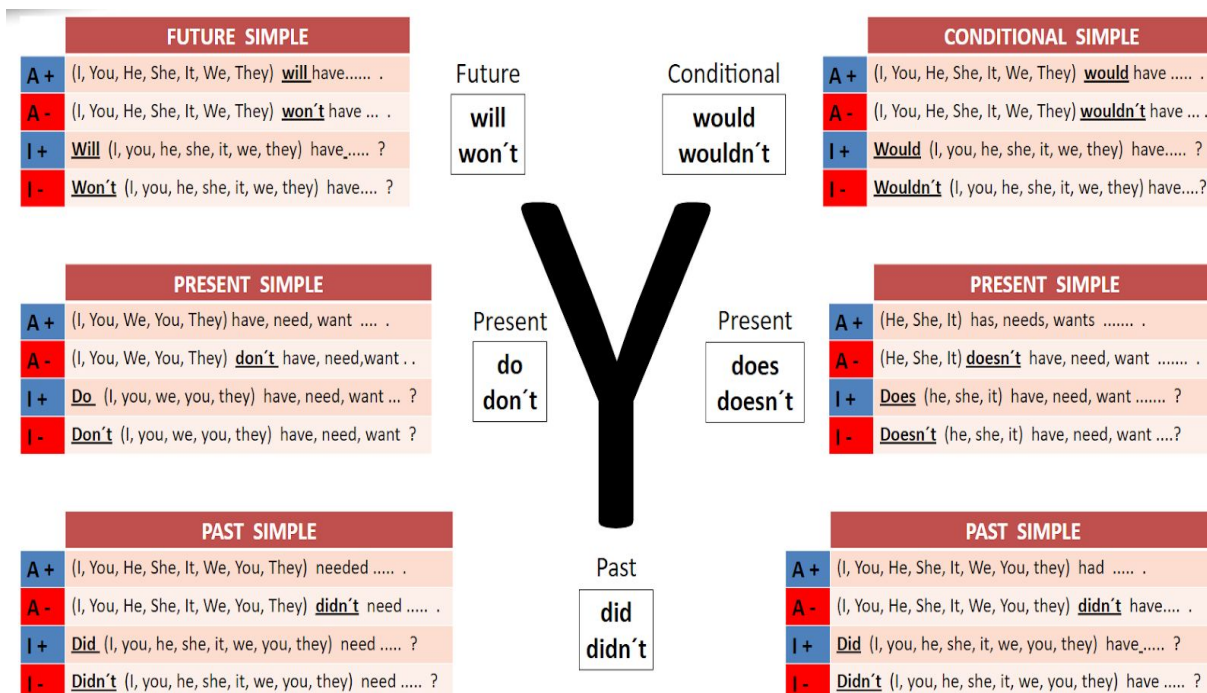 FUTURE SIMPLE
A + (I, You, He, She, It, We, They) will have...... .
A - (I, You, He, She, It, We, They) won´t have ... .
I + Will (I, you, he, she, it, we, they) have ..... ?
I - Won´t (I, you, he, she, it, we, they) have.... ?
Future
will
won´t
Conditional
would
wouldn´t
CONDITIONAL SIMPLE
A + (I, You, He, She, It, We, They) would have ..... .
A - (I, You, He, She, It, We, They) wouldn´t have ... .
I + Would (I, you, he, she, it, we, they) have..... ?
I - Wouldn´t (I, you, he, she, it, we, they) have....?
PRESENT SIMPLE
A + (I, You, We, You, They) have, need, want .... .
A - (I, You, We, You, They) don´t have, need,want . .
I + Do (I, you, we, you, they) have, need, want ... ?
I - Don´t (I, you, we, you, they) have, need, want ?
Present
do
don´t
Y
Present
does
doesn´t
PRESENT SIMPLE
A + (He, She, It) has, needs, wants ....... .
A - (He, She, It) doesn´t have, need, want ....... .
I + Does (he, she, it) have, need, want ....... ?
I - Doesn´t (he, she, it) have, need, want ....?
PAST SIMPLE
A + (I, You, He, She, It, We, You, They) needed ..... .
A - (I, You, He, She, It, We, You, They) didn´t need ..... .
I + Did (I, you, he, she, it, we, you, they) need ..... ?
I - Didn´t (I, you, he, she, it, we, you, they) need ..... ?
Past
did
didn´t
PAST SIMPLE
A + (I, You, He, She, It, We, You, they) had ..... .
A - (I, You, He, She, It, We, You, they) didn´t have.... .
I + Did (I, you, he, she, it, we, you, they) have ..... ?
I - Didn´t (I, you, he, she, it, we, you, they) have ..... ?